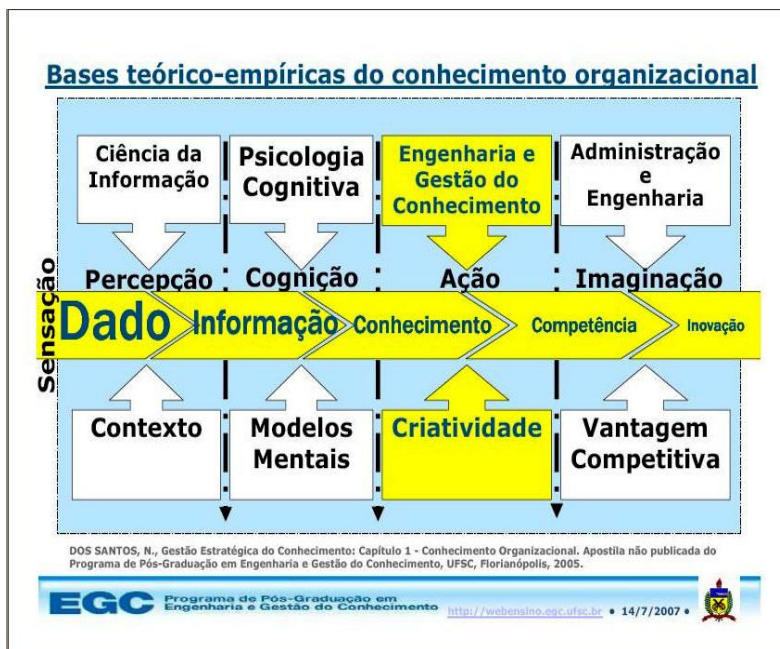 Bases teórico-empíricas do conhecimento organizacional
Ciência da
Informação
Psicologia
Cognitiva
Engenharia e
Gestão do
Conhecimento
Administração
e
Engenharia
Sensação
Percepção
Cognição
Ação
Imaginação
Dado
Informação
Conhecimento
Competência
Inovação
Contexto
Modelos
Mentais
Criatividade
Vantagem
Competitiva
DOS SANTOS, N., Gestão Estratégica do Conhecimento: Capítulo 1 - Conhecimento Organizacional. Apostila não publicada do
Programa de Pós-Graduação em Engenharia e Gestão do Conhecimento, UFSC, Florianópolis, 2005.
EGC
Programa de Pós-Graduação em
Engenharia e Gestão do Conhecimento
http://webensino.egc.ufsc.br • 14/7/2007 •